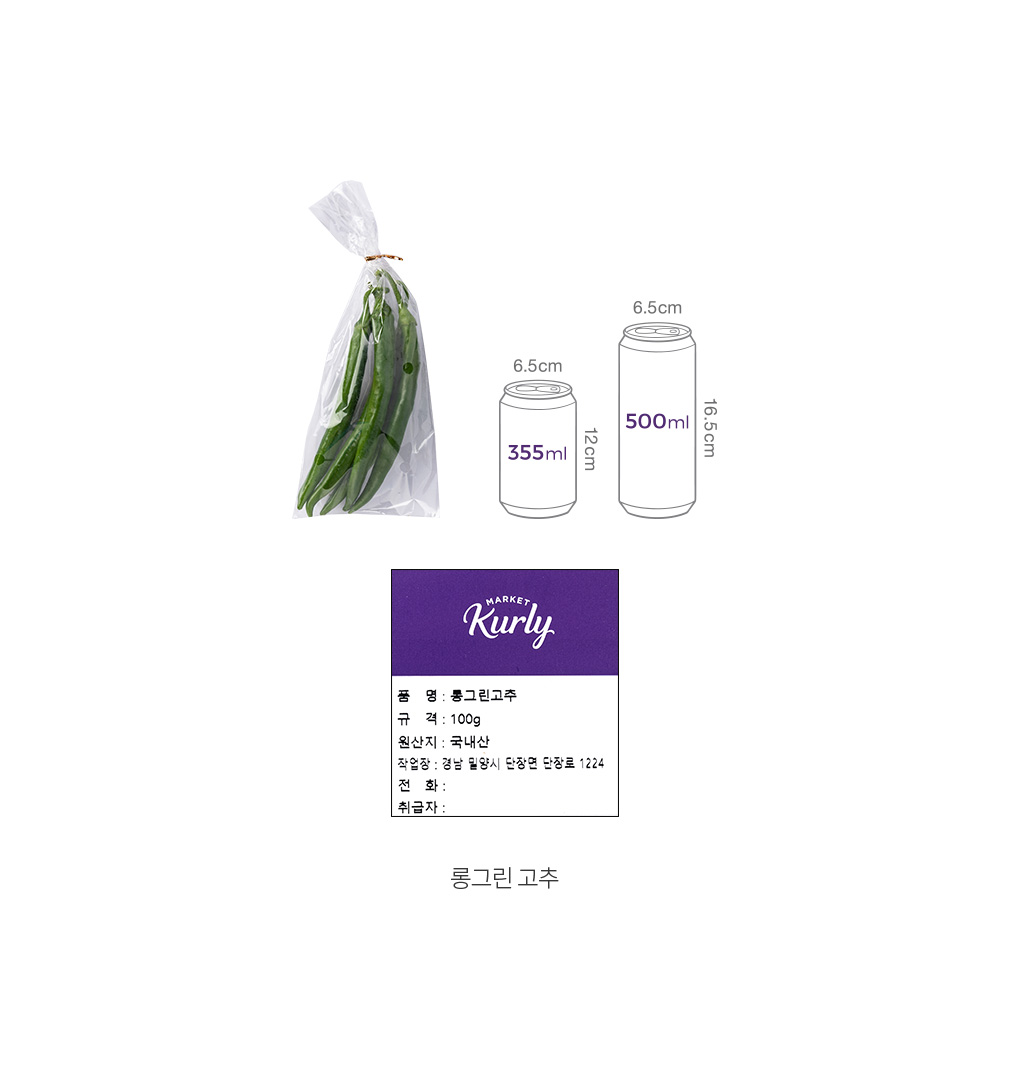 6.5cm
6.5cm
355ml
12cm
500ml
16.5cm
MARKET
Kurly
품 명 : 롱그린고추
규 격 : 100g
원산지 : 국내산
작업장 : 경남 밀양시 단장면 단장로 1224
전 화 :
취급자 :
롱그린 고추